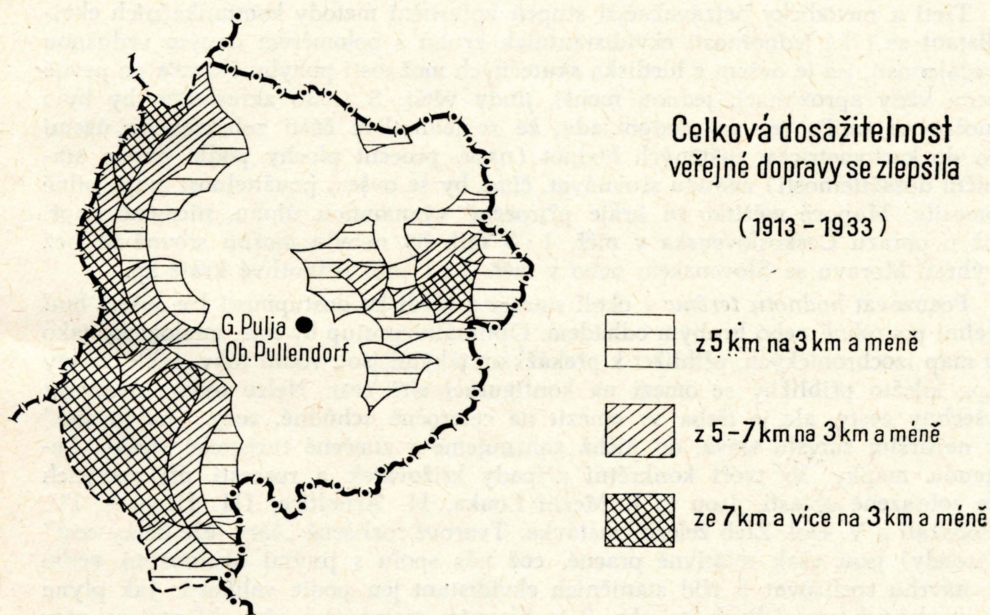 Celková dosažitelnost
veřejné dopravy se zlepšila
(1913 - 1933)
G. Pulja
Ob. Pullendorf
z 5 km na 3 km a méně
z 5 - 7 km na 3 km a méně
ze 7 km a více na 3 km a méně